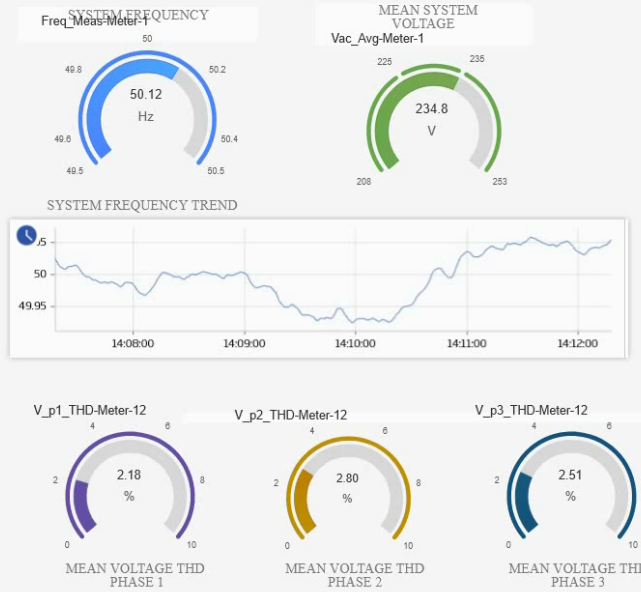 SYSTEM FREQUENCY
Freq_Meas-Meter-1
50
49.8
50.2
50.12
Hz
49.6
50.4
49.5
50.5
MEAN SYSTEM
VOLTAGE
Vac_Avg-Meter-1
225
235
234.8
V
208
253
SYSTEM FREQUENCY TREND
50
49.95
14:08:00
14:09:00
14:10:00
14:11:00
14:12:00
V_p1_THD-Meter-12
4
6
2
8
2.18
%
0
10
MEAN VOLTAGE THD
PHASE 1
V_p2_THD-Meter-12
4
6
2
8
2.80
%
0
10
MEAN VOLTAGE THD
PHASE 2
V_p3_THD-Meter-12
4
6
2
8
2.51
%
0
10
MEAN VOLTAGE THD
PHASE 3